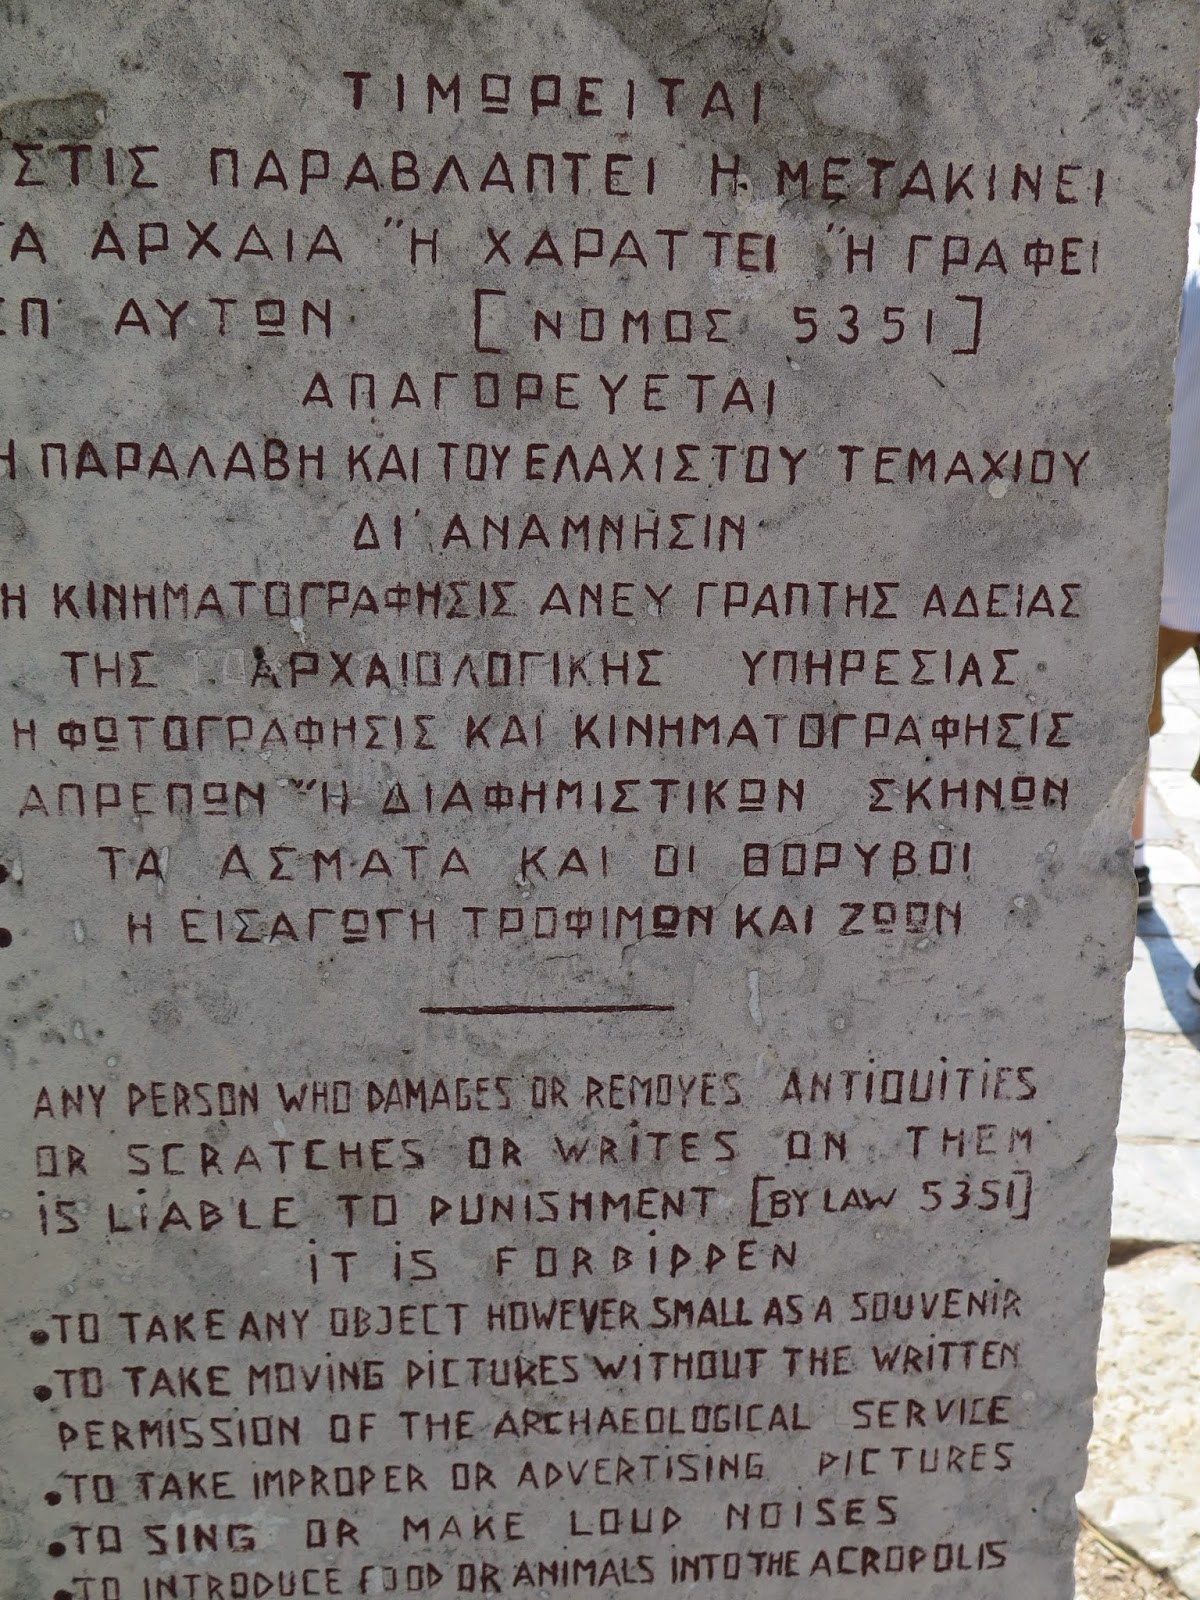 ΤΙΜΩΡΕΙΤΑΙ
ΣΤΙΣ ΠΑΡΑΒΛΑΠΤΕΙ Η ΜΕΤΑΚΙΝΕΙ
ΤΑ ΑΡΧΑΙΑ Ἤ ΧΑΡΑΤΤΕΙ Ἤ ΓΡΑΦΕΙ
ΕΠ' ΑΥΤΩΝ [ΝΟΜΟΣ 5351]
ΑΠΑΓΟΡΕΥΕΤΑΙ
Η ΠΑΡΑΛΑΒΗ ΚΑΙ ΤΟΥ ΕΛΑΧΙΣΤΟΥ ΤΕΜΑΧΙΟΥ
ΔΙ' ΑΝΑΜΝΗΣΙΝ
Η ΚΙΝΗΜΑΤΟΓΡΑΦΗΣΙΣ ΑΝΕΥ ΓΡΑΠΤΗΣ ΑΔΕΙΑΣ
ΤΗΣ ΑΡΧΑΙΟΛΟΓΙΚΗΣ ΥΠΗΡΕΣΙΑΣ
Η ΦΩΤΟΓΡΑΦΗΣΙΣ ΚΑΙ ΚΙΝΗΜΑΤΟΓΡΑΦΗΣΙΣ
ΑΠΡΕΠΩΝ Ἤ ΔΙΑΦΗΜΙΣΤΙΚΩΝ ΣΚΗΝΩΝ
• ΤΑ ΑΣΜΑΤΑ ΚΑΙ ΟΙ ΘΟΡΥΒΟΙ
• Η ΕΙΣΑΓΩΓΗ ΤΡΟΦΙΜΩΝ ΚΑΙ ΖΩΩΝ
ANY PERSON WHO DAMAGES OR REMOVES ANTIQUITIES
OR SCRATCHES OR WRITES ON THEM
IS LIABLE TO PUNISHMENT [BY LAW 5351]
IT IS FORBIDDEN
•TO TAKE ANY OBJECT HOWEVER SMALL AS A SOUVENIR
•TO TAKE MOVING PICTURES WITHOUT THE WRITTEN
PERMISSION OF THE ARCHAEOLOGICAL SERVICE
•TO TAKE IMPROPER OR ADVERTISING PICTURES
•TO SING OR MAKE LOUD NOISES
•TO INTRODUCE FOOD OR ANIMALS INTO THE ACROPOLIS